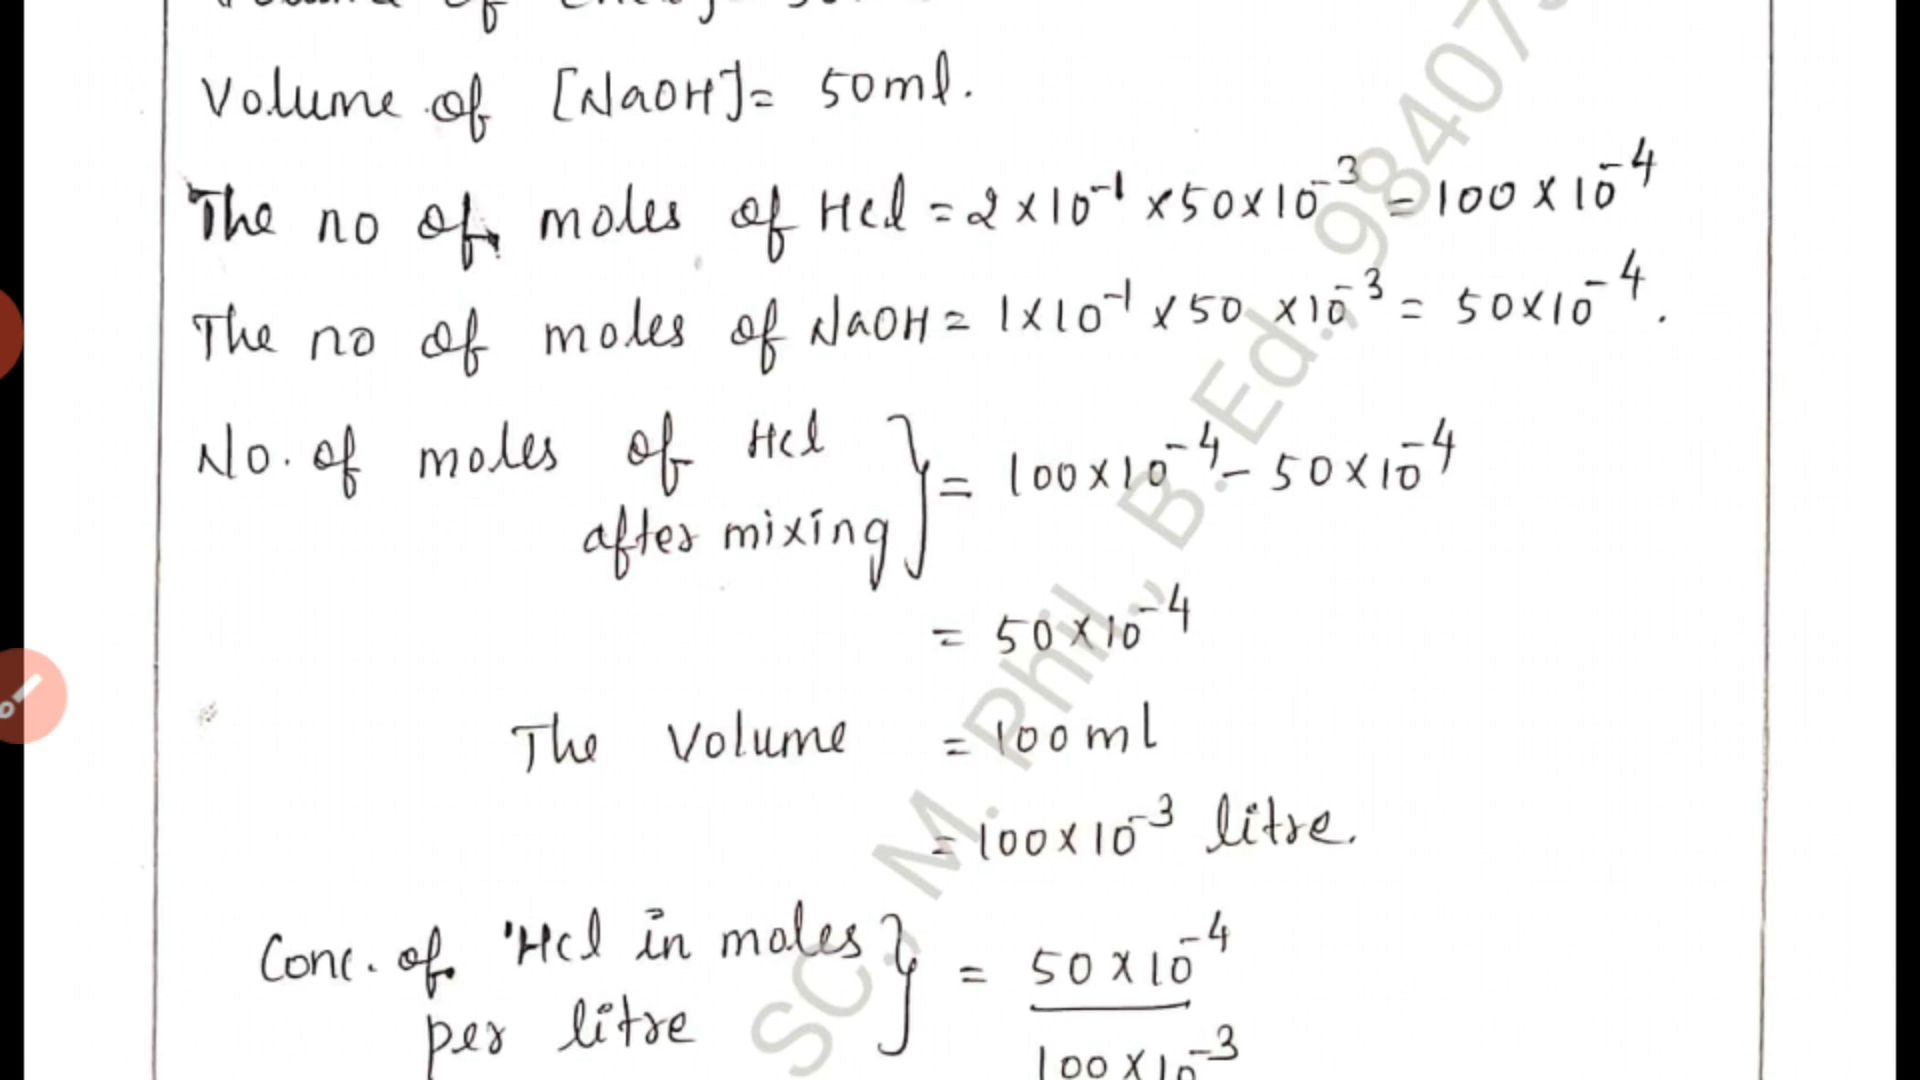 Volume of [NaOH] = 50ml.
The no of moles of Hcl = 2 × 10⁻¹ × 50 × 10⁻³ = 100 × 10⁻⁴
The no of moles of NaOH = 1 × 10⁻¹ × 50 × 10⁻³ = 50 × 10⁻⁴.
No. of moles of Hcl
after mixing } = 100 × 10⁻⁴ - 50 × 10⁻⁴
= 50 × 10⁻⁴
The Volume = 100 ml
= 100 × 10⁻³ litre.
Conc. of Hcl in moles
per litre } = 50 × 10⁻⁴
100 × 10⁻³
SC., M. Phil., B. Ed., 98407